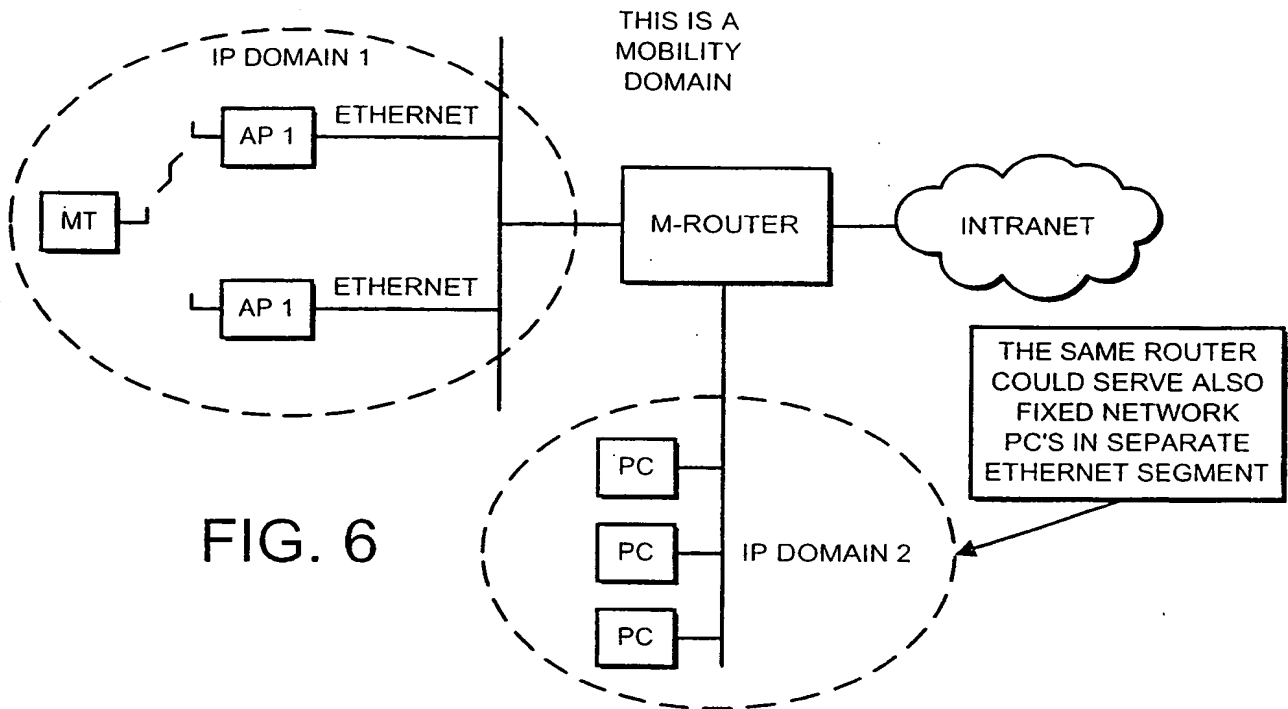 THIS IS A
MOBILITY
DOMAIN
IP DOMAIN 1
ETHERNET
AP 1
MT
M-ROUTER
INTRANET
ETHERNET
AP 1
THE SAME ROUTER
COULD SERVE ALSO
FIXED NETWORK
PC'S IN SEPARATE
ETHERNET SEGMENT
PC
PC
IP DOMAIN 2
PC
FIG. 6